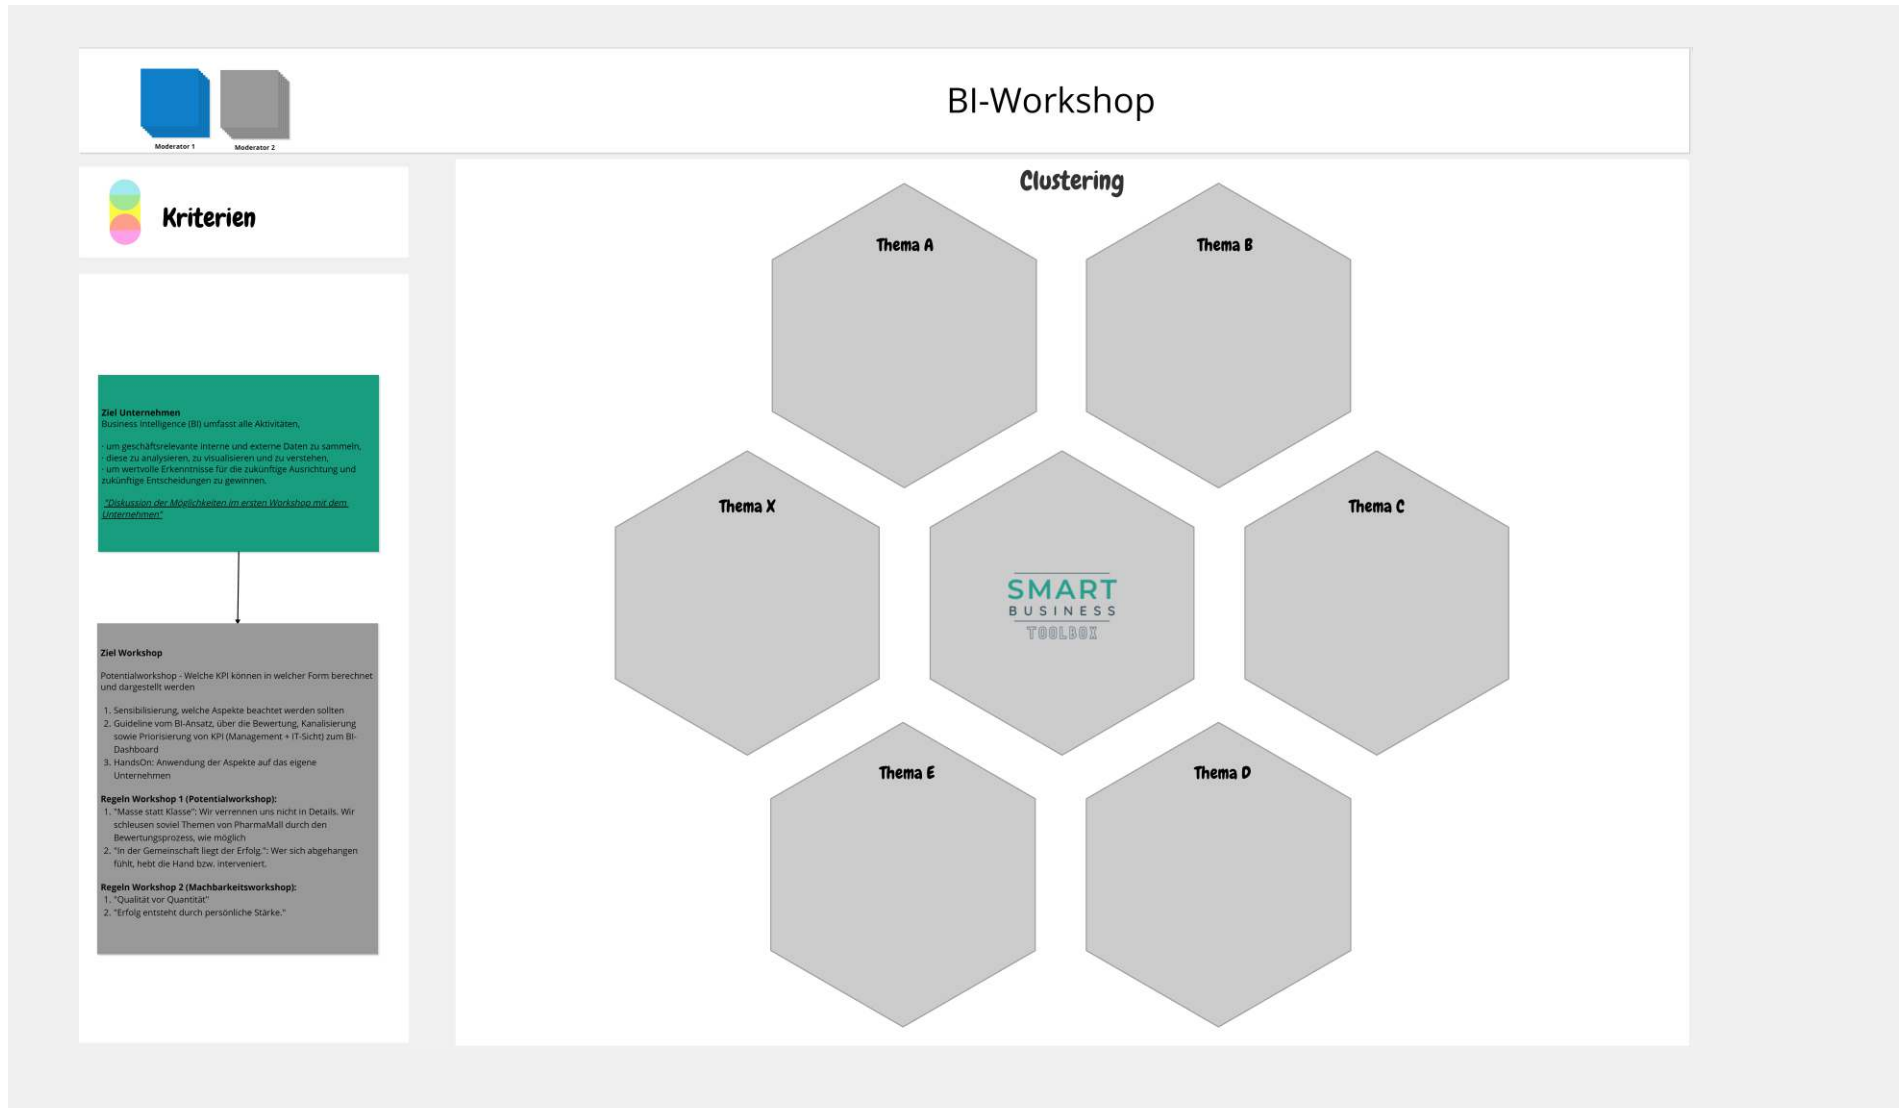 BI-Workshop
Moderator 1
Moderator 2
Kriterien
Ziel Unternehmen
Business Intelligence (BI) umfasst alle Aktivitäten,
- um geschäftsrelevante interne und externe Daten zu sammeln,
- diese zu analysieren, zu visualisieren und zu verstehen,
- um wertvolle Erkenntnisse für die zukünftige Ausrichtung und
zukünftige Entscheidungen zu gewinnen.
"Diskussion der Möglichkeiten im ersten Workshop mit dem
Unternehmen"
Ziel Workshop
Potentialworkshop - Welche KPI können in welcher Form berechnet
und dargestellt werden
1. Sensibilisierung, welche Aspekte beachtet werden sollten
2. Guideline vom BI-Ansatz, über die Bewertung, Kanalisierung
sowie Priorisierung von KPI (Management + IT-Sicht) zum BI-
Dashboard
3. HandsOn: Anwendung der Aspekte auf das eigene
Unternehmen
Regeln Workshop 1 (Potentialworkshop):
1. "Masse statt Klasse": Wir verrennen uns nicht in Details. Wir
schleusen soviel Themen von PharmaMall durch den
Bewertungsprozess, wie möglich
2. "In der Gemeinschaft liegt der Erfolg.": Wer sich abgehangen
fühlt, hebt die Hand bzw. interveniert.
Regeln Workshop 2 (Machbarkeitsworkshop):
1. "Qualität vor Quantität"
2. "Erfolg entsteht durch persönliche Stärke."
Clustering
Thema A
Thema B
Thema X
SMART
BUSINESS
TOOLBOX
Thema C
Thema E
Thema D